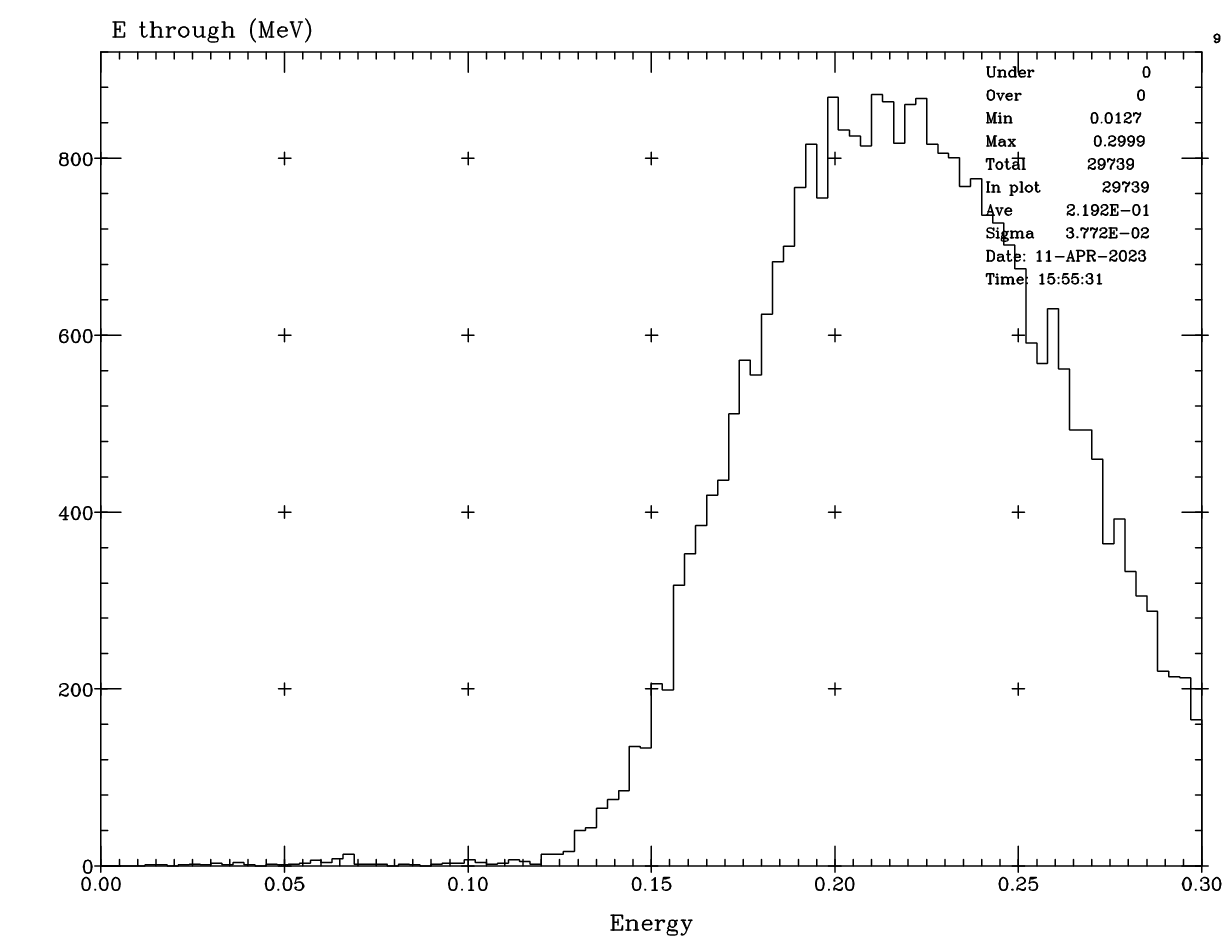 E through (MeV)
9
Under 0
Over 0
Min 0.0127
Max 0.2999
Total 29739
In plot 29739
Ave 2.192E-01
Sigma 3.772E-02
Date: 11-APR-2023
Time: 15:55:31
800
600
400
200
0
0.00 0.05 0.10 0.15 0.20 0.25 0.30
Energy